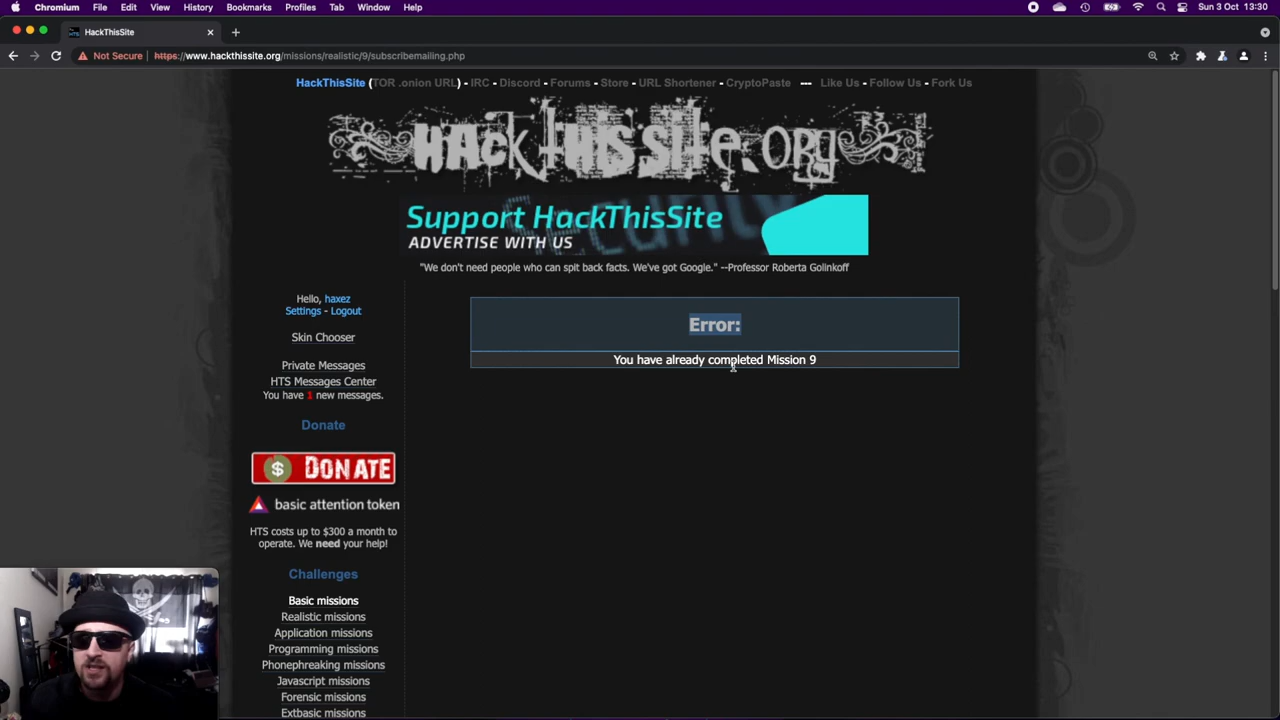 Chromium File Edit View History Bookmarks Profiles Tab Window Help Sun 3 Oct 13:30
HackThisSite
Not Secure https://www.hackthissite.org/missions/realistic/9/subscribemailing.php
HackThisSite (TOR .onion URL) - IRC - Discord - Forums - Store - URL Shortener - CryptoPaste --- Like Us - Follow Us - Fork Us
HAcktHiS Site.ORg
Security
Support HackThisSite
ADVERTISE WITH US
"We don't need people who can spit back facts. We've got Google." --Professor Roberta Golinkoff
Hello, haxez
Settings - Logout
Skin Chooser
Private Messages
HTS Messages Center
You have 1 new messages.
Donate
$ DONATE
basic attention token
HTS costs up to $300 a month to
operate. We need your help!
Challenges
Basic missions
Realistic missions
Application missions
Programming missions
Phonephreaking missions
Javascript missions
Forensic missions
Extbasic missions
Error:
You have already completed Mission 9